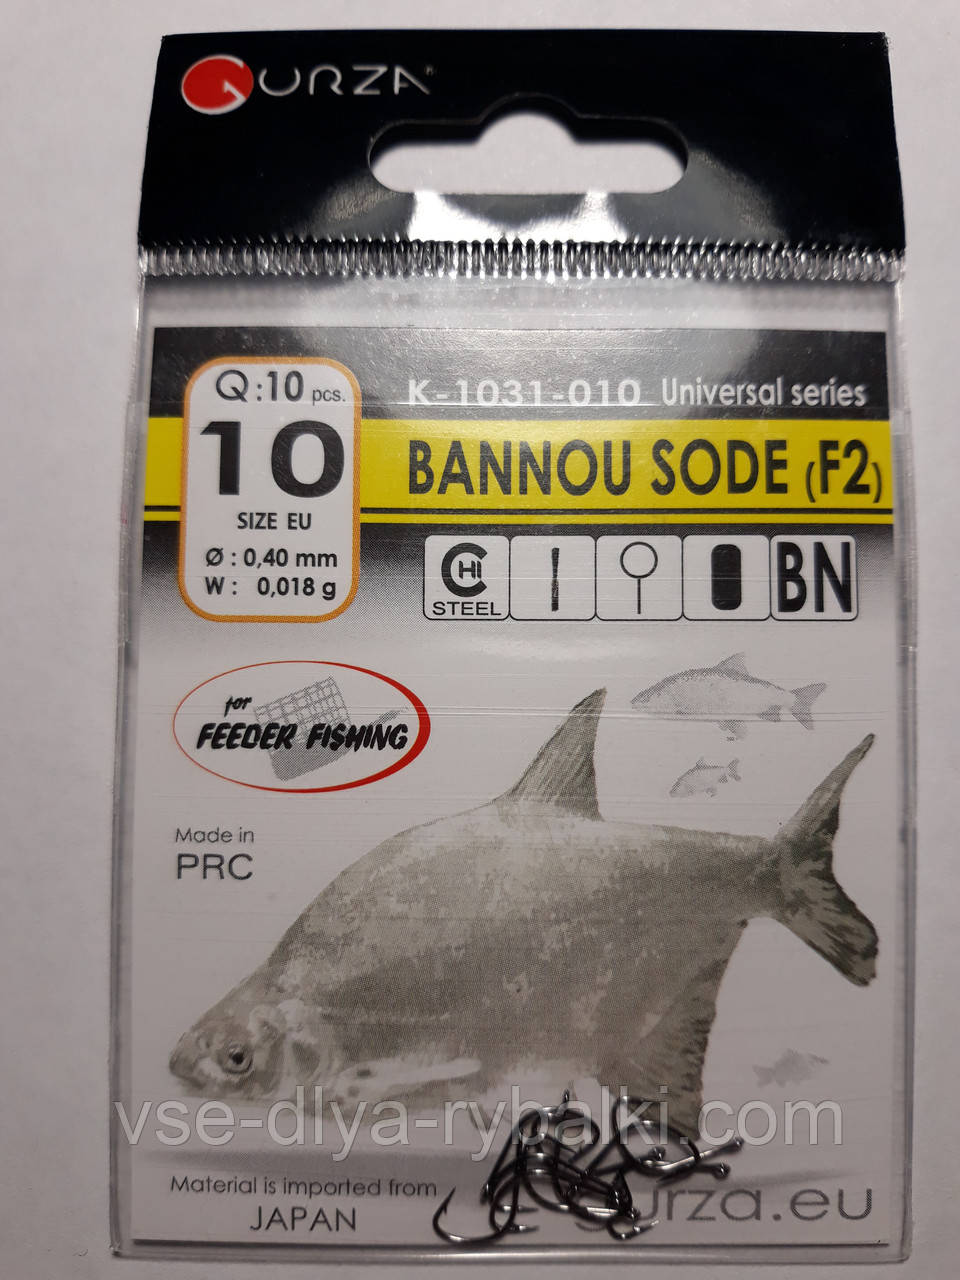 GURZA®
Q:10 pcs.
10
SIZE EU
Ø : 0,40 mm
W : 0,018 g
K-1031-010 Universal series
BANNOU SODE (F2)
C HI STEEL
BN
for
FEEDER FISHING
Made in
PRC
vse-dlya-rybalki.com
Material is imported from
JAPAN
gurza.eu